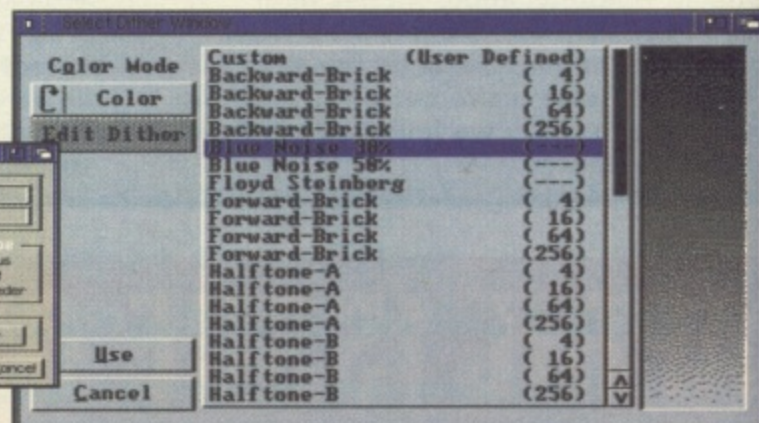 Select Dither Window
Color Mode
Color
Edit Dither
Use
Cancel
Custom (User Defined)
Backward-Brick ( 4)
Backward-Brick ( 16)
Backward-Brick ( 64)
Backward-Brick (256)
Blue Noise 30% (---)
Blue Noise 50% (---)
Floyd Steinberg (---)
Forward-Brick ( 4)
Forward-Brick ( 16)
Forward-Brick ( 64)
Forward-Brick (256)
Halftone-A ( 4)
Halftone-A ( 16)
Halftone-A ( 64)
Halftone-A (256)
Halftone-B ( 4)
Halftone-B ( 16)
Halftone-B ( 64)
Halftone-B (256)